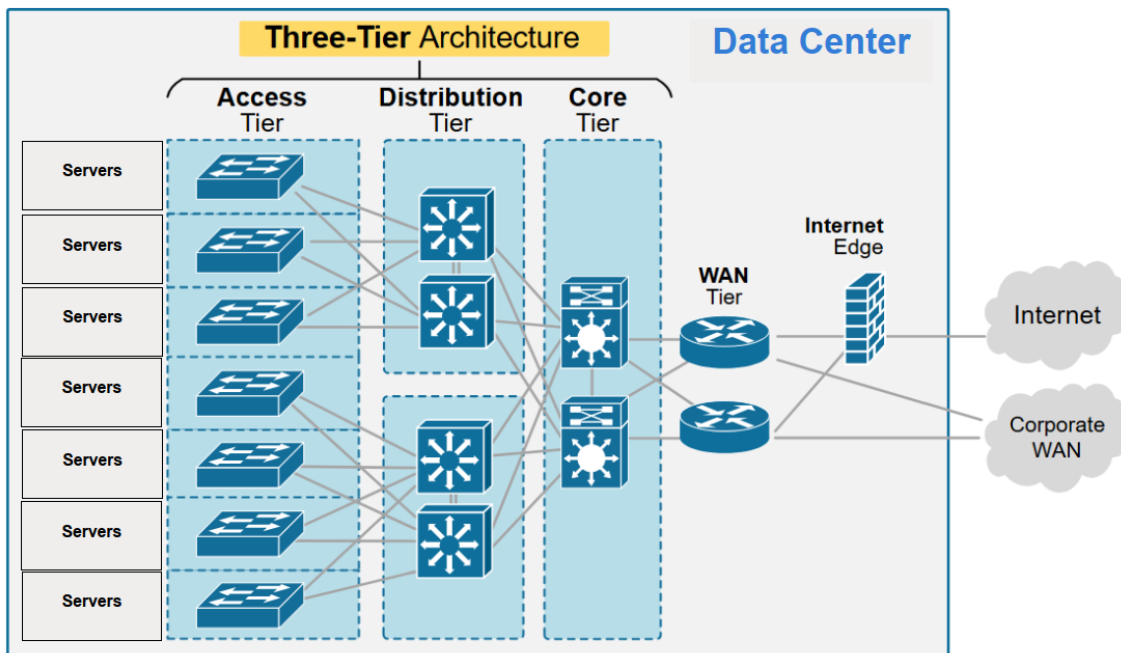 Three-Tier Architecture
Data Center
Access
Tier
Distribution
Tier
Core
Tier
Servers
Servers
Servers
Servers
Servers
Servers
Servers
WAN
Tier
Internet
Edge
Internet
Corporate
WAN